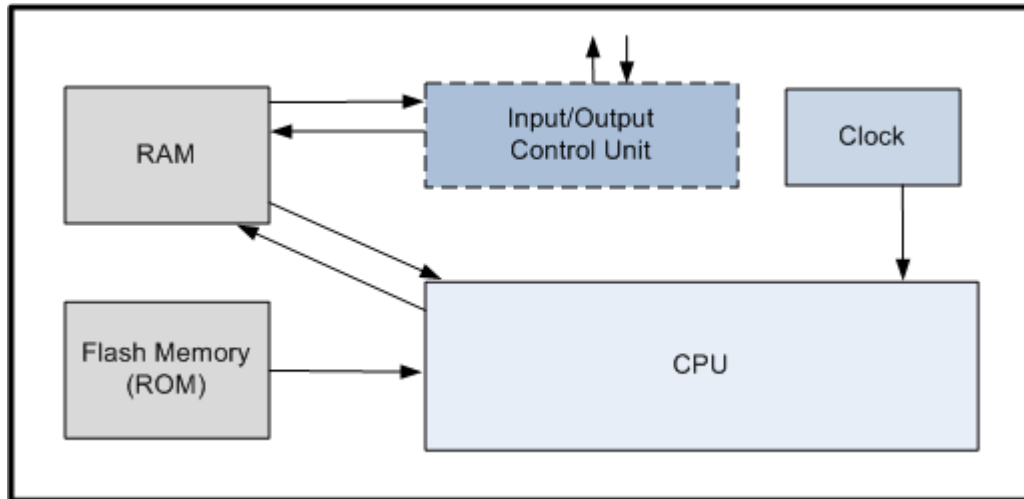 RAM
Input/Output
Control Unit
Clock
Flash Memory
(ROM)
CPU